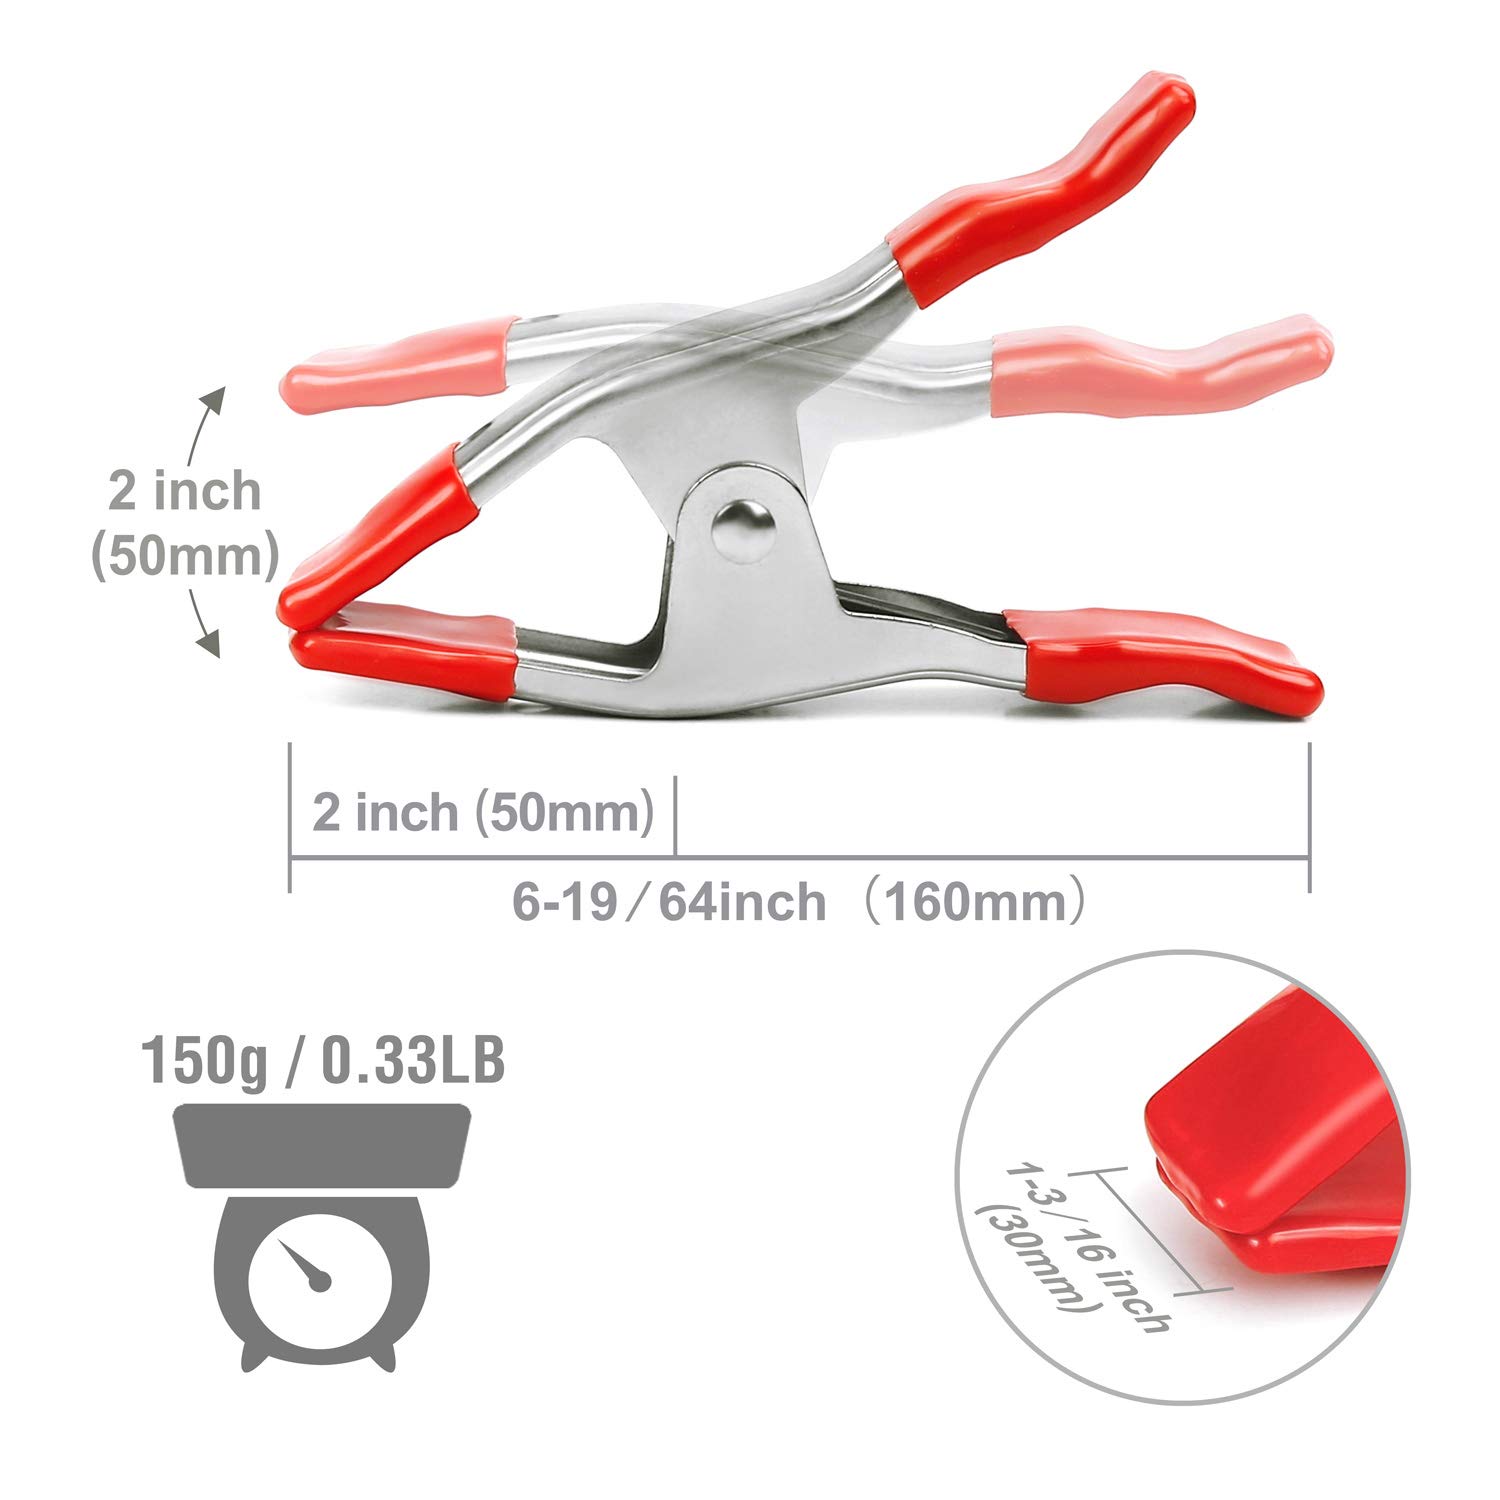 2 inch
(50mm)
2 inch (50mm)
6-19/64inch（160mm）
150g / 0.33LB
1-3/16 inch
(30mm)